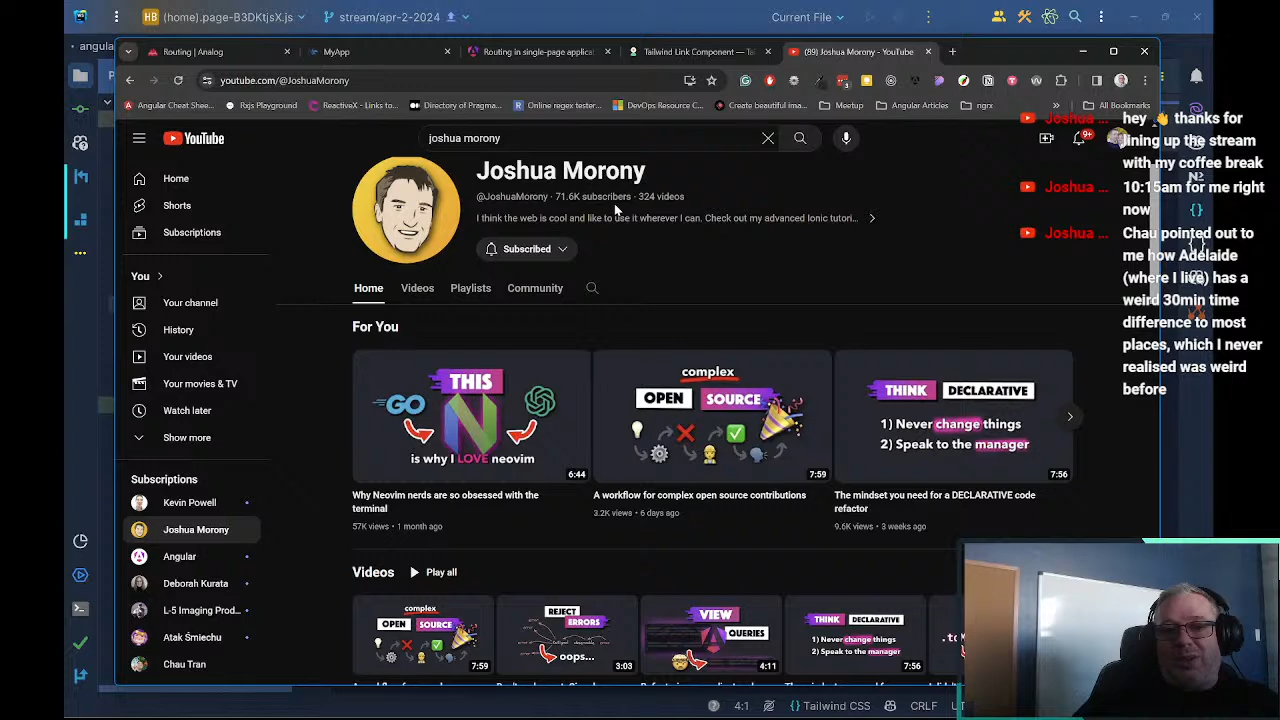 HB (home).page-B3DKtjsX.js
stream/apr-2-2024
Current File
angula
Routing | Analog
MyApp
Routing in single-page applicat
Tailwind Link Component — Tai
(89) Joshua Morony - YouTube
youtube.com/@JoshuaMorony
3
Angular Cheat Shee...
Rxjs Playground
ReactiveX - Links to...
Directory of Pragma...
Online regex tester...
DevOps Resource C...
Create beautiful ima...
Meetup
Angular Articles
ngrx
All Bookmarks
YouTube
joshua morony
9+
Home
Shorts
Subscriptions
You
Your channel
History
Your videos
Your movies & TV
Watch later
Show more
Subscriptions
Kevin Powell
Joshua Morony
Angular
Deborah Kurata
L-5 Imaging Prod...
Atak Śmiechu
Chau Tran
Joshua Morony
@JoshuaMorony · 71.6K subscribers · 324 videos
I think the web is cool and like to use it wherever I can. Check out my advanced Ionic tutori...
Subscribed
Home
Videos
Playlists
Community
For You
THIS
GO
is why I LOVE neovim
6:44
Why Neovim nerds are so obsessed with the
terminal
57K views • 1 month ago
complex
OPEN SOURCE
7:59
A workflow for complex open source contributions
3.2K views • 6 days ago
THINK DECLARATIVE
1) Never change things
2) Speak to the manager
7:56
The mindset you need for a DECLARATIVE code
refactor
9.6K views • 3 weeks ago
Videos
Play all
complex
OPEN SOURCE
7:59
REJECT
ERRORS
oops...
3:03
VIEW
QUERIES
4:11
THINK DECLARATIVE
1) Never change things
2) Speak to the manager
7:56
Joshua ...
hey 👋 thanks for
lining up the stream
with my coffee break
Joshua ...
10:15am for me right
now
Joshua ...
Chau pointed out to
me how Adelaide
(where I live) has a
weird 30min time
difference to most
places, which I never
realised was weird
before
4:1
Tailwind CSS
CRLF